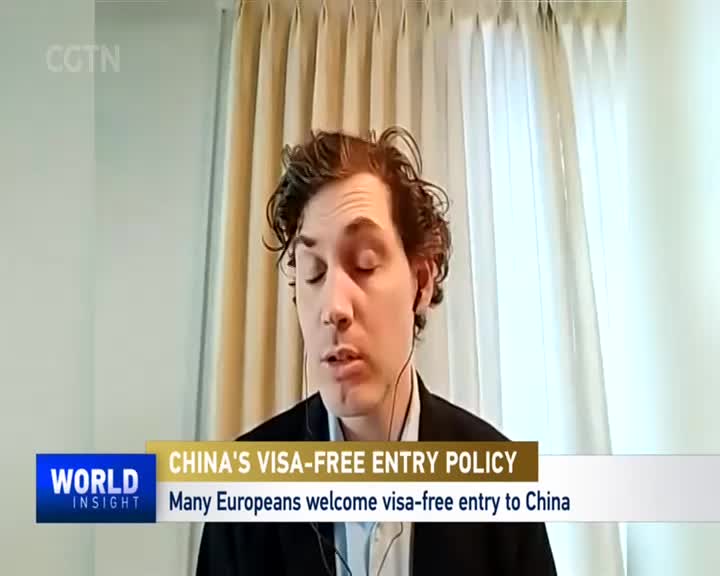 CGTN
CHINA'S VISA-FREE ENTRY POLICY
WORLD
INSIGHT
Many Europeans welcome visa-free entry to China